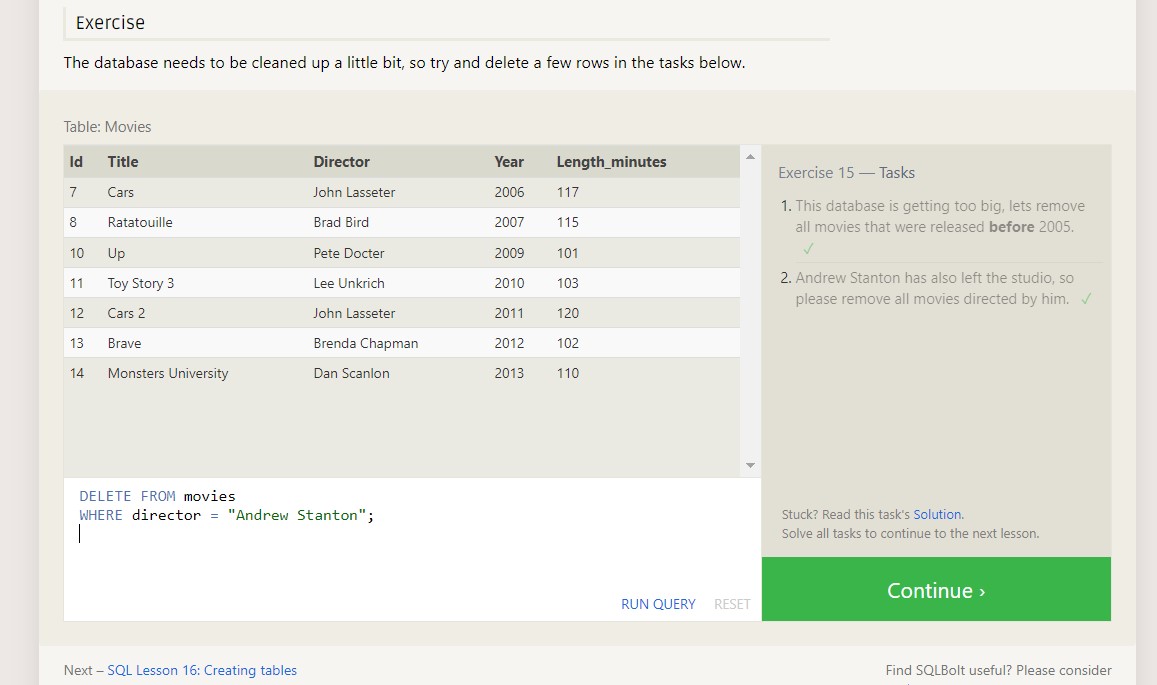 Exercise
The database needs to be cleaned up a little bit, so try and delete a few rows in the tasks below.
Table: Movies
Id Title Director Year Length_minutes
7 Cars John Lasseter 2006 117
8 Ratatouille Brad Bird 2007 115
10 Up Pete Docter 2009 101
11 Toy Story 3 Lee Unkrich 2010 103
12 Cars 2 John Lasseter 2011 120
13 Brave Brenda Chapman 2012 102
14 Monsters University Dan Scanlon 2013 110
DELETE FROM movies
WHERE director = "Andrew Stanton";
RUN QUERY RESET
Exercise 15 — Tasks
1. This database is getting too big, lets remove
all movies that were released before 2005.
✓
2. Andrew Stanton has also left the studio, so
please remove all movies directed by him. ✓
Stuck? Read this task's Solution.
Solve all tasks to continue to the next lesson.
Continue ›
Next – SQL Lesson 16: Creating tables
Find SQLBolt useful? Please consider